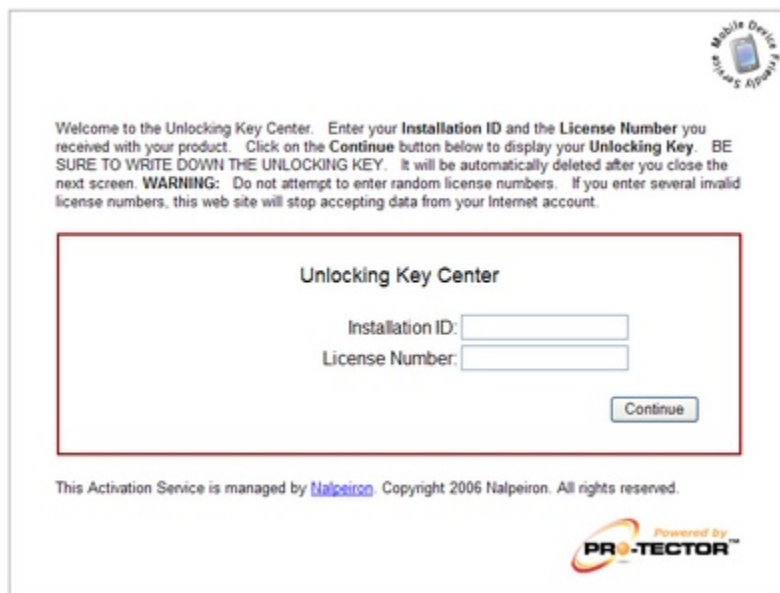 Mobile Device Friendly Service
Welcome to the Unlocking Key Center. Enter your Installation ID and the License Number you
received with your product. Click on the Continue button below to display your Unlocking Key. BE
SURE TO WRITE DOWN THE UNLOCKING KEY. It will be automatically deleted after you close the
next screen. WARNING: Do not attempt to enter random license numbers. If you enter several invalid
license numbers, this web site will stop accepting data from your Internet account.
Unlocking Key Center
Installation ID:
License Number:
Continue
This Activation Service is managed by Nalpeiron. Copyright 2006 Nalpeiron. All rights reserved.
Powered by
PRO-TECTOR™